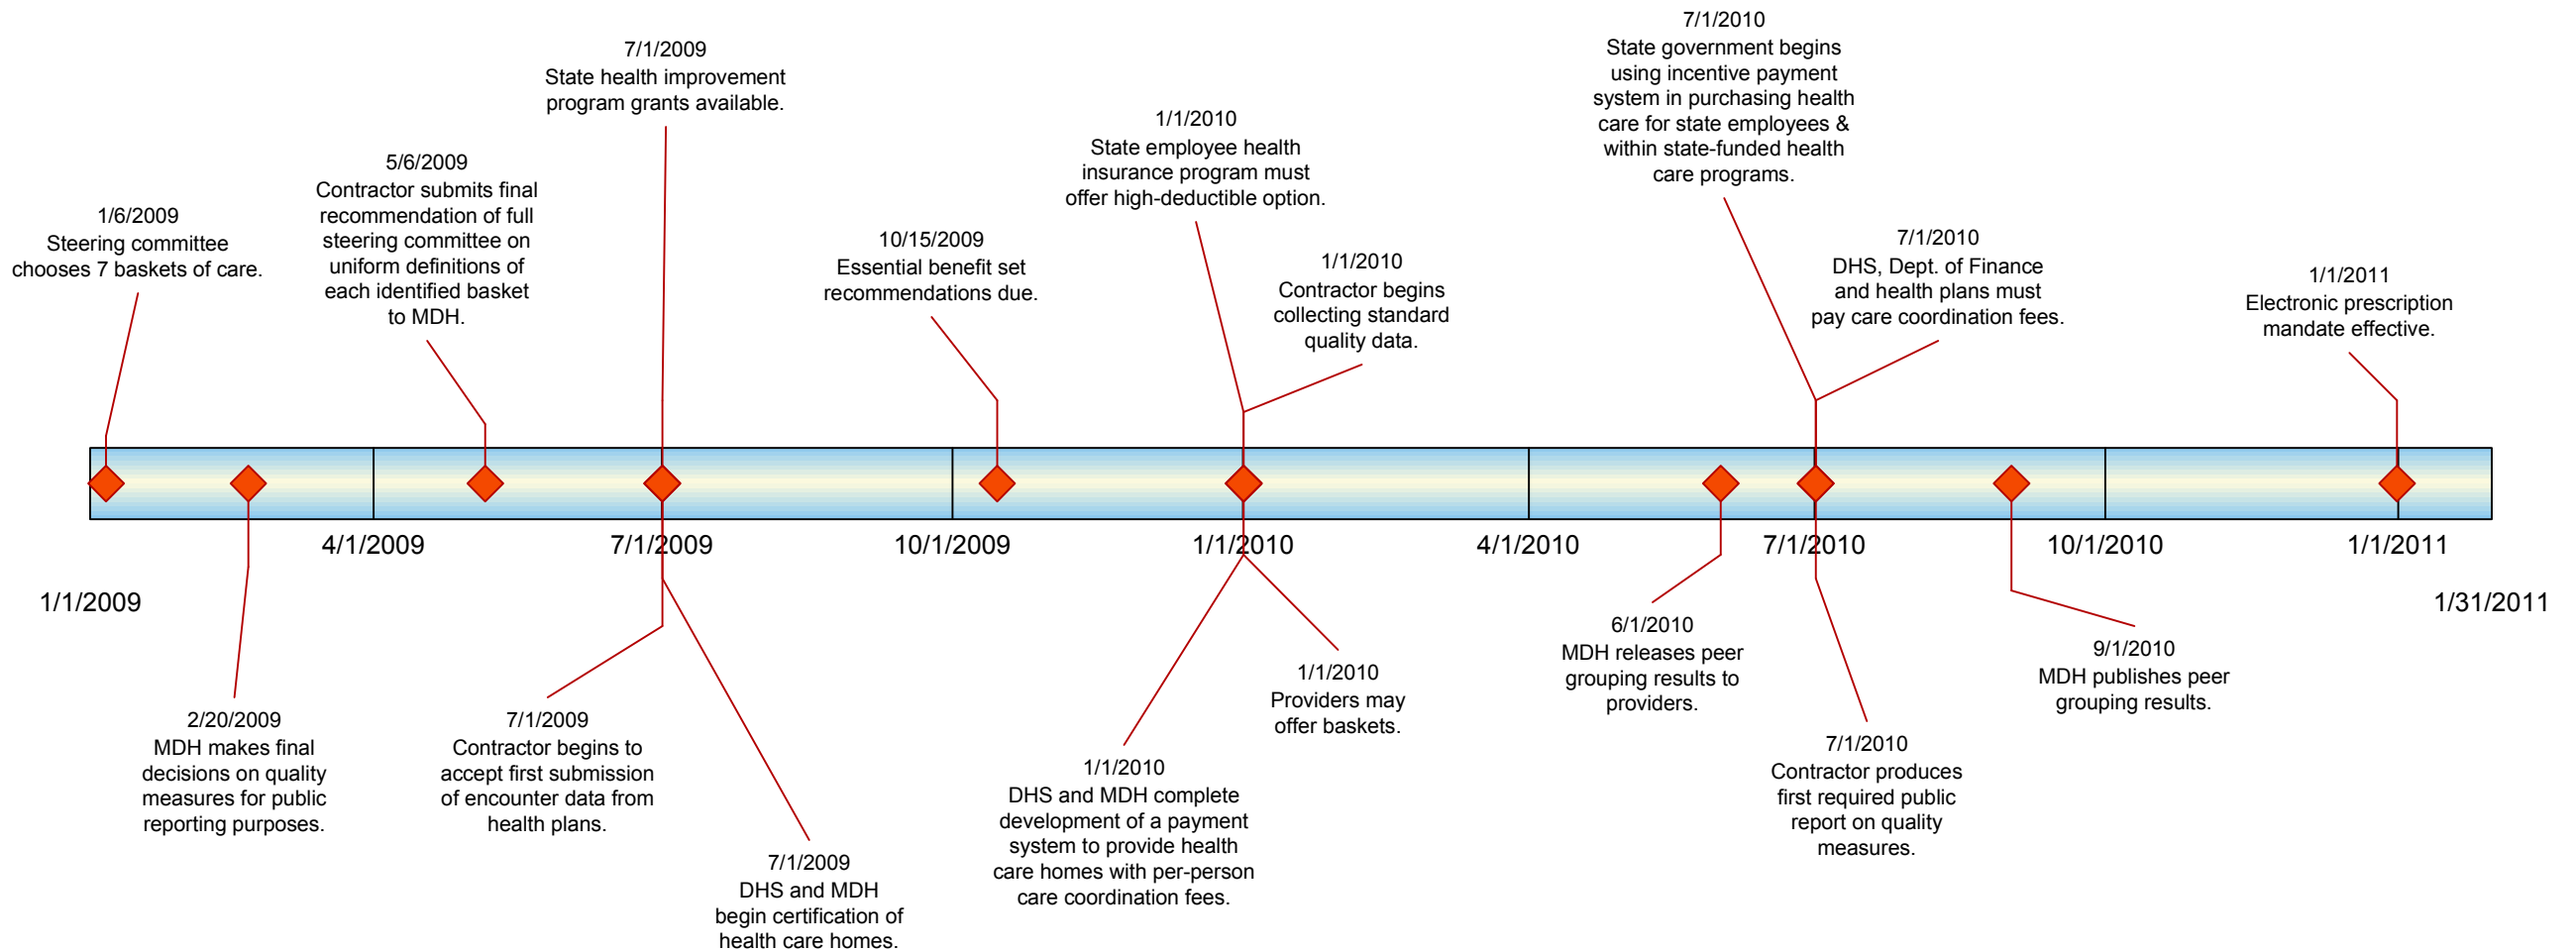 7/1/2009
State health improvement
program grants available.
7/1/2010
State government begins
using incentive payment
system in purchasing health
care for state employees &
within state-funded health
care programs.
1/1/2010
State employee health
insurance program must
offer high-deductible option.
5/6/2009
Contractor submits final
recommendation of full
steering committee on
uniform definitions of
each identified basket
to MDH.
1/6/2009
Steering committee
chooses 7 baskets of care.
10/15/2009
Essential benefit set
recommendations due.
1/1/2010
Contractor begins
collecting standard
quality data.
7/1/2010
DHS, Dept. of Finance
and health plans must
pay care coordination fees.
1/1/2011
Electronic prescription
mandate effective.
4/1/2009
7/1/2009
10/1/2009
1/1/2010
4/1/2010
7/1/2010
10/1/2010
1/1/2011
1/1/2009
1/31/2011
2/20/2009
MDH makes final
decisions on quality
measures for public
reporting purposes.
7/1/2009
Contractor begins to
accept first submission
of encounter data from
health plans.
7/1/2009
DHS and MDH
begin certification of
health care homes.
1/1/2010
DHS and MDH complete
development of a payment
system to provide health
care homes with per-person
care coordination fees.
1/1/2010
Providers may
offer baskets.
6/1/2010
MDH releases peer
grouping results to
providers.
7/1/2010
Contractor produces
first required public
report on quality
measures.
9/1/2010
MDH publishes peer
grouping results.